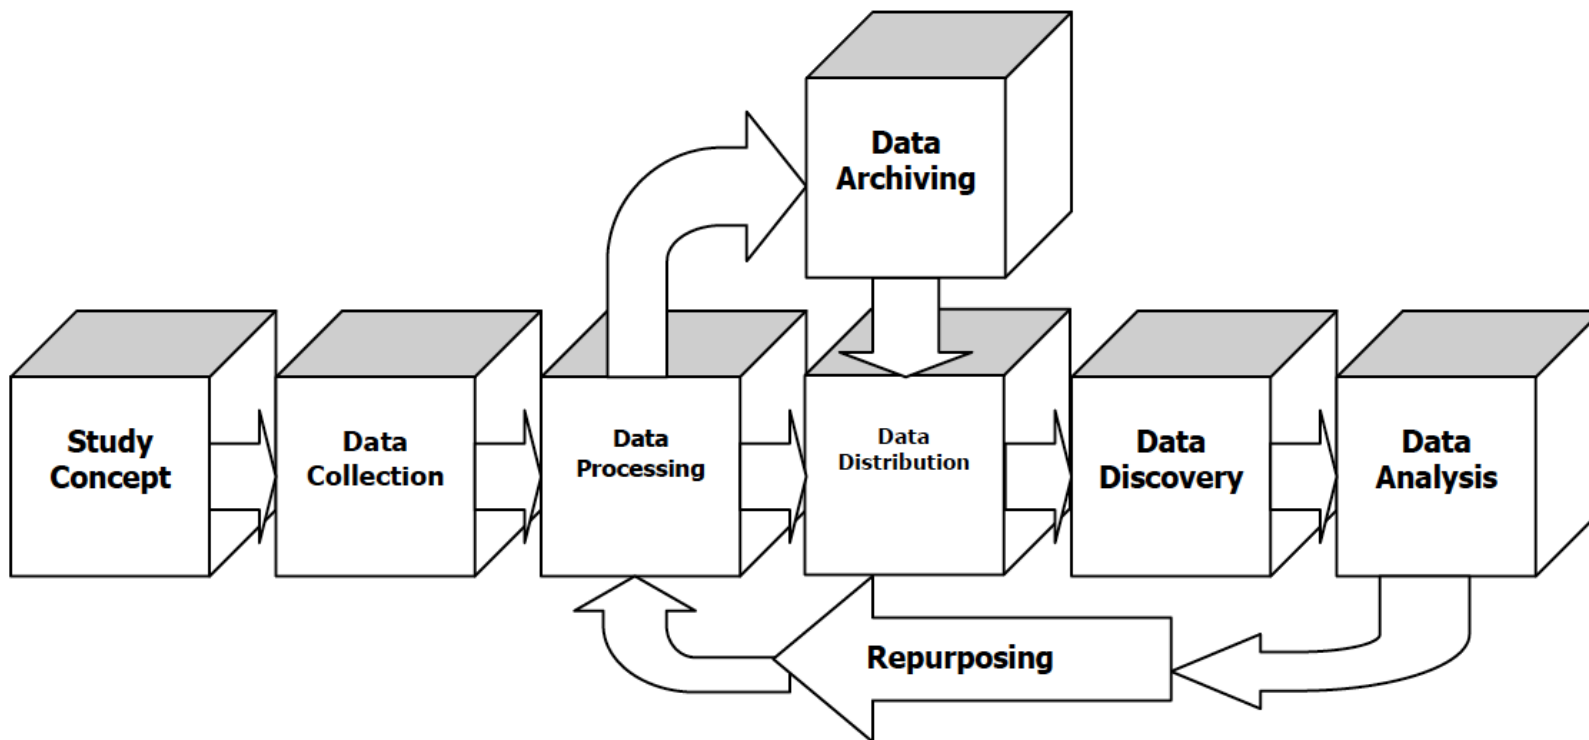 Data
Archiving
Study
Concept
Data
Collection
Data
Processing
Data
Distribution
Data
Discovery
Data
Analysis
Repurposing